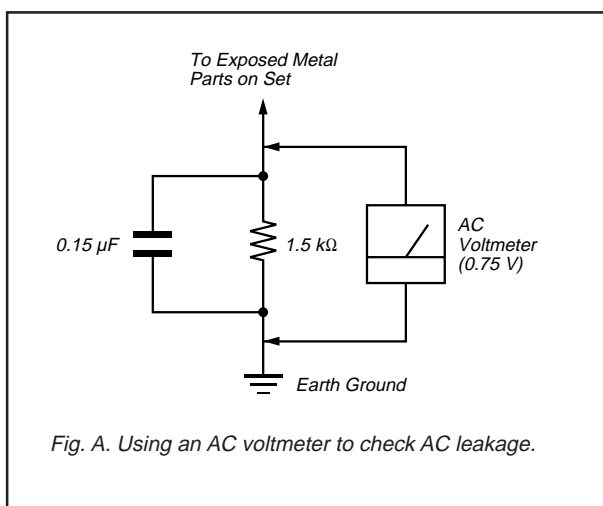 To Exposed Metal
Parts on Set
0.15 μF
1.5 kΩ
AC
Voltmeter
(0.75 V)
Earth Ground
Fig. A. Using an AC voltmeter to check AC leakage.